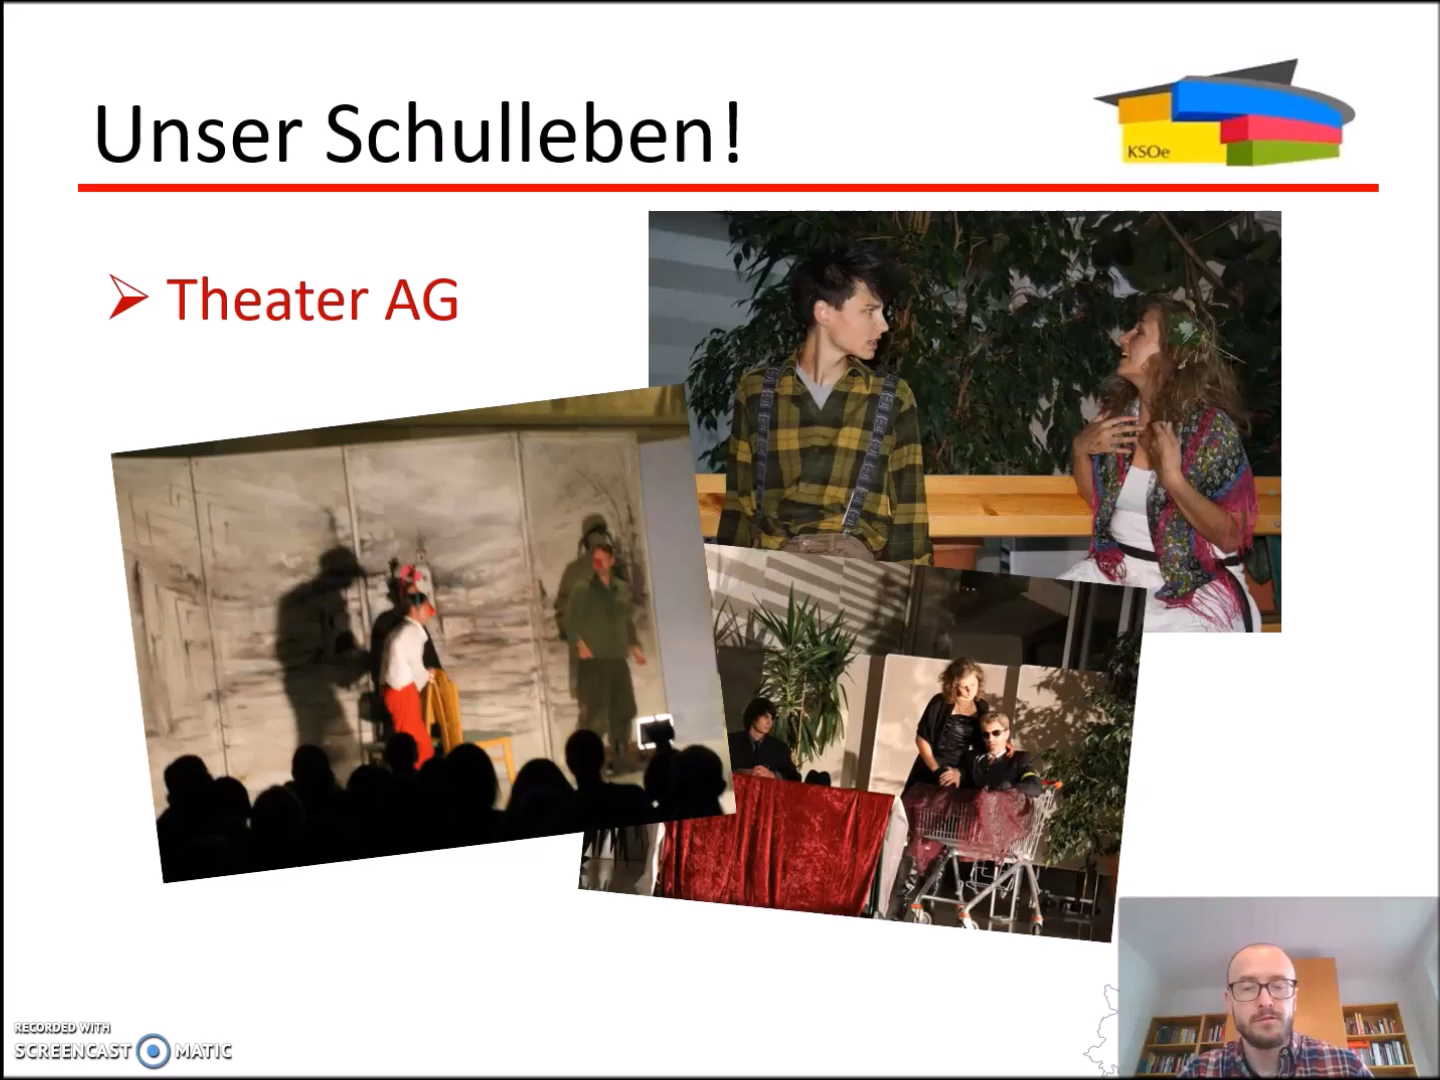 Unser Schulleben!
KSOe
Theater AG
RECORDED WITH
SCREENCAST MATIC